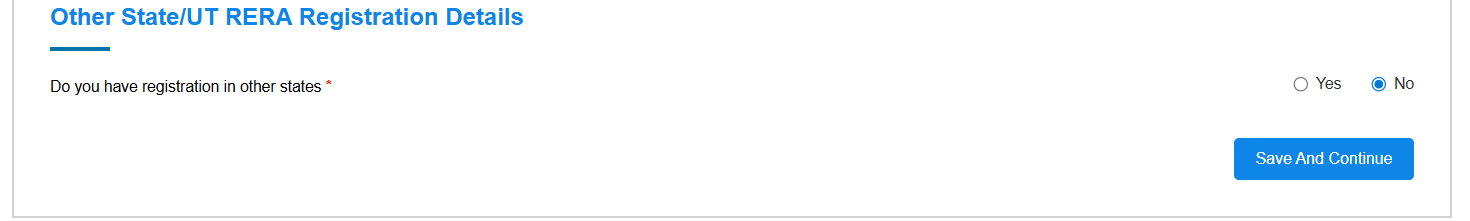 Other State/UT RERA Registration Details
Do you have registration in other states * Yes No
Save And Continue